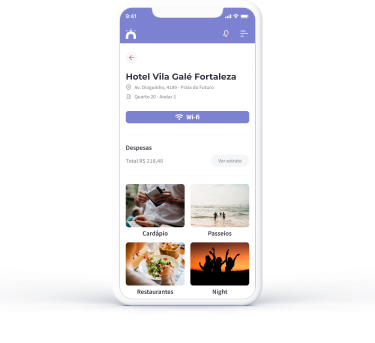 9:41
Hotel Vila Galé Fortaleza
Av. Dioguinho, 4189 - Praia do Futuro
Quarto 20 - Andar 2
Wi-fi
Despesas
Total R$ 218,48
Ver extrato
Cardápio
Passeios
Restaurantes
Night